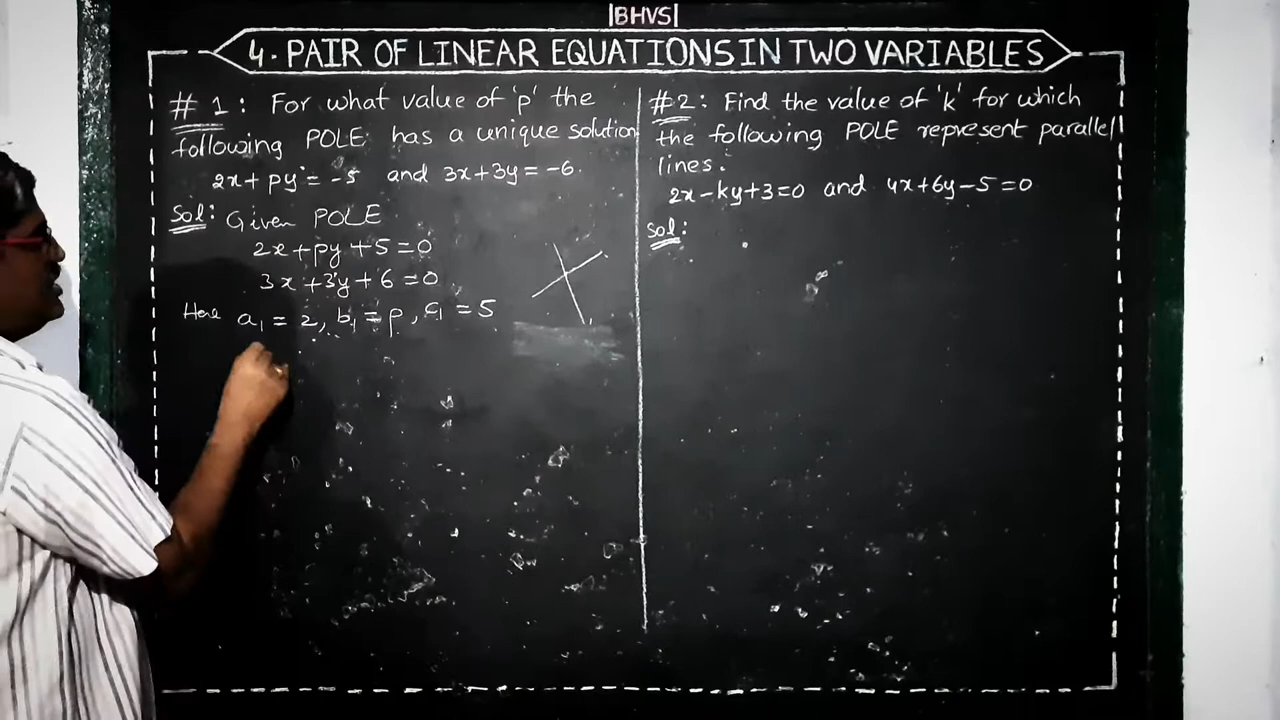 |BHVS|
4. PAIR OF LINEAR EQUATIONS IN TWO VARIABLES
# 1 : For what value of 'p' the
following POLE has a unique solution
2x + py = -5 and 3x+3y = -6.
Sol: Given POLE
2x + py + 5 = 0
3x + 3y + 6 = 0
Here a₁ = 2, b₁ = p, c₁ = 5
#2 : Find the value of 'k' for which
the following POLE represent parallel
lines.
2x - ky + 3 = 0 and 4x + 6y - 5 = 0
Sol: